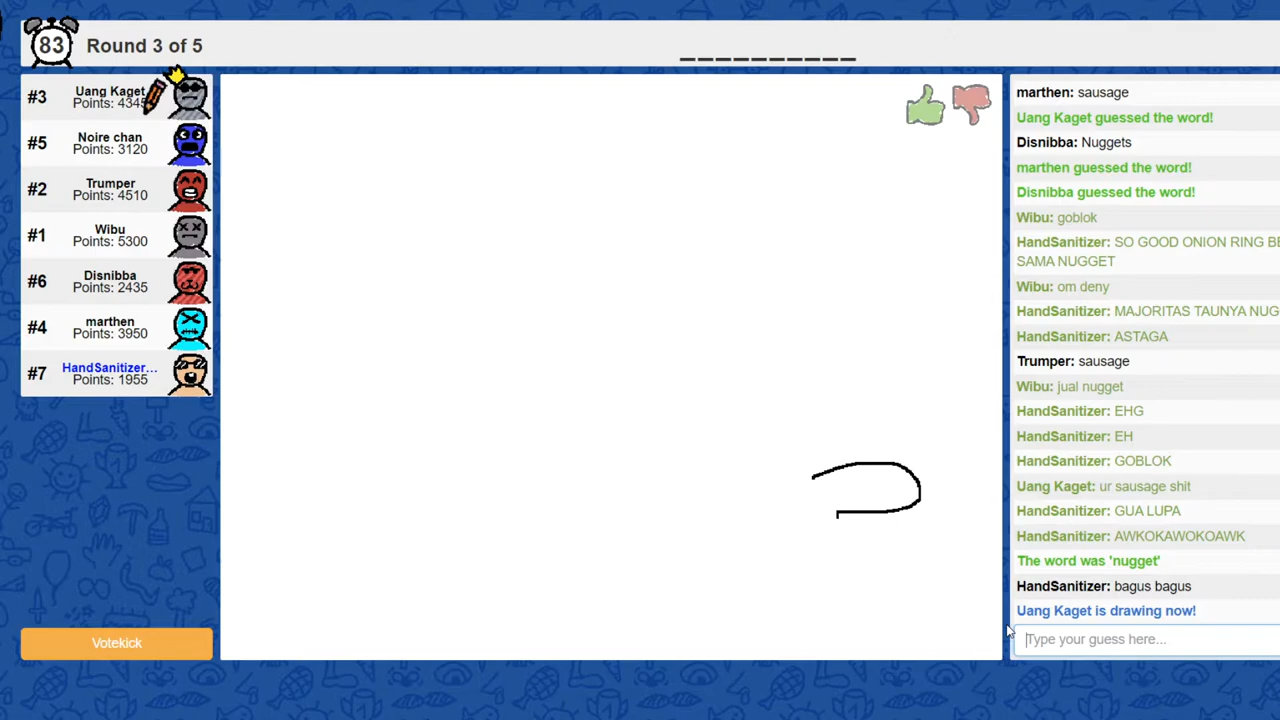 83
Round 3 of 5
__________
#3
Uang Kaget
Points: 4345
#5
Noire chan
Points: 3120
#2
Trumper
Points: 4510
#1
Wibu
Points: 5300
#6
Disnibba
Points: 2435
#4
marthen
Points: 3950
#7
HandSanitizer...
Points: 1955
Votekick
marthen: sausage
Uang Kaget guessed the word!
Disnibba: Nuggets
marthen guessed the word!
Disnibba guessed the word!
Wibu: goblok
HandSanitizer: SO GOOD ONION RING BE
SAMA NUGGET
Wibu: om deny
HandSanitizer: MAJORITAS TAUNYA NUG
HandSanitizer: ASTAGA
Trumper: sausage
Wibu: jual nugget
HandSanitizer: EHG
HandSanitizer: EH
HandSanitizer: GOBLOK
Uang Kaget: ur sausage shit
HandSanitizer: GUA LUPA
HandSanitizer: AWKOKAWOKOAWK
The word was 'nugget'
HandSanitizer: bagus bagus
Uang Kaget is drawing now!
Type your guess here...